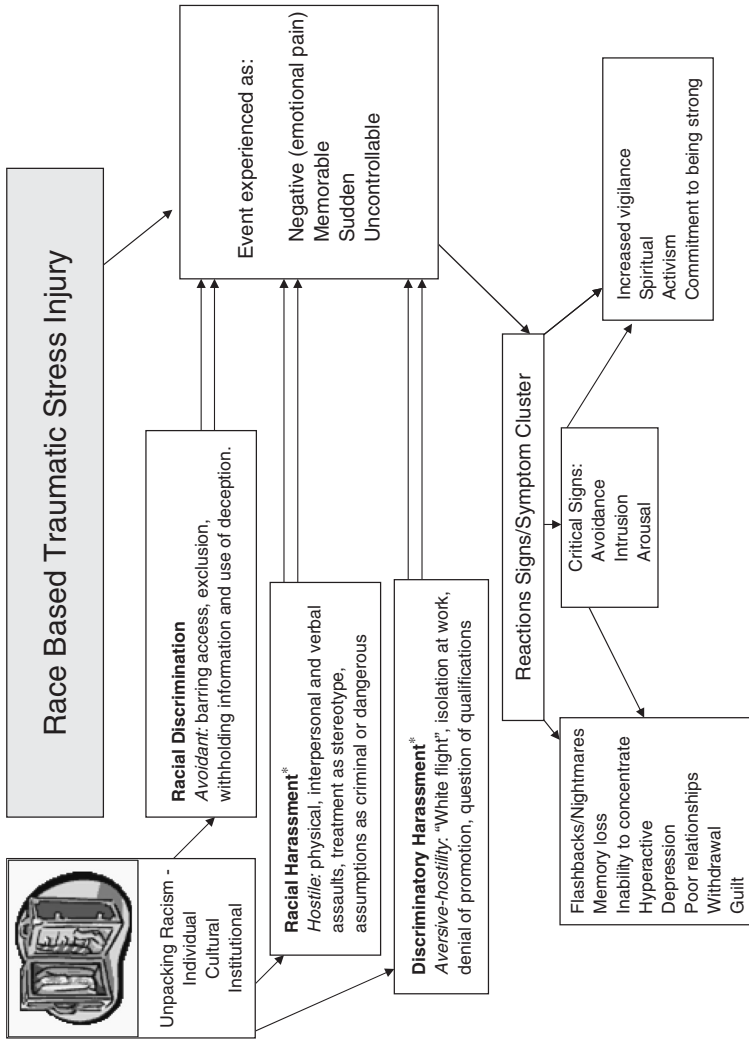 Race Based Traumatic Stress Injury
Unpacking Racism -
Individual
Cultural
Institutional
Racial Discrimination
Avoidant: barring access, exclusion,
withholding information and use of deception.
Racial Harassment*
Hostile: physical, interpersonal and verbal
assaults, treatment as stereotype,
assumptions as criminal or dangerous
Discriminatory Harassment*
Aversive-hostility: "White flight", isolation at work,
denial of promotion, question of qualifications
Event experienced as:
Negative (emotional pain)
Memorable
Sudden
Uncontrollable
Reactions Signs/Symptom Cluster
Flashbacks/Nightmares
Memory loss
Inability to concentrate
Hyperactive
Depression
Poor relationships
Withdrawal
Guilt
Critical Signs:
Avoidance
Intrusion
Arousal
Increased vigilance
Spiritual
Activism
Commitment to being strong